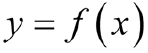 y = f(x)